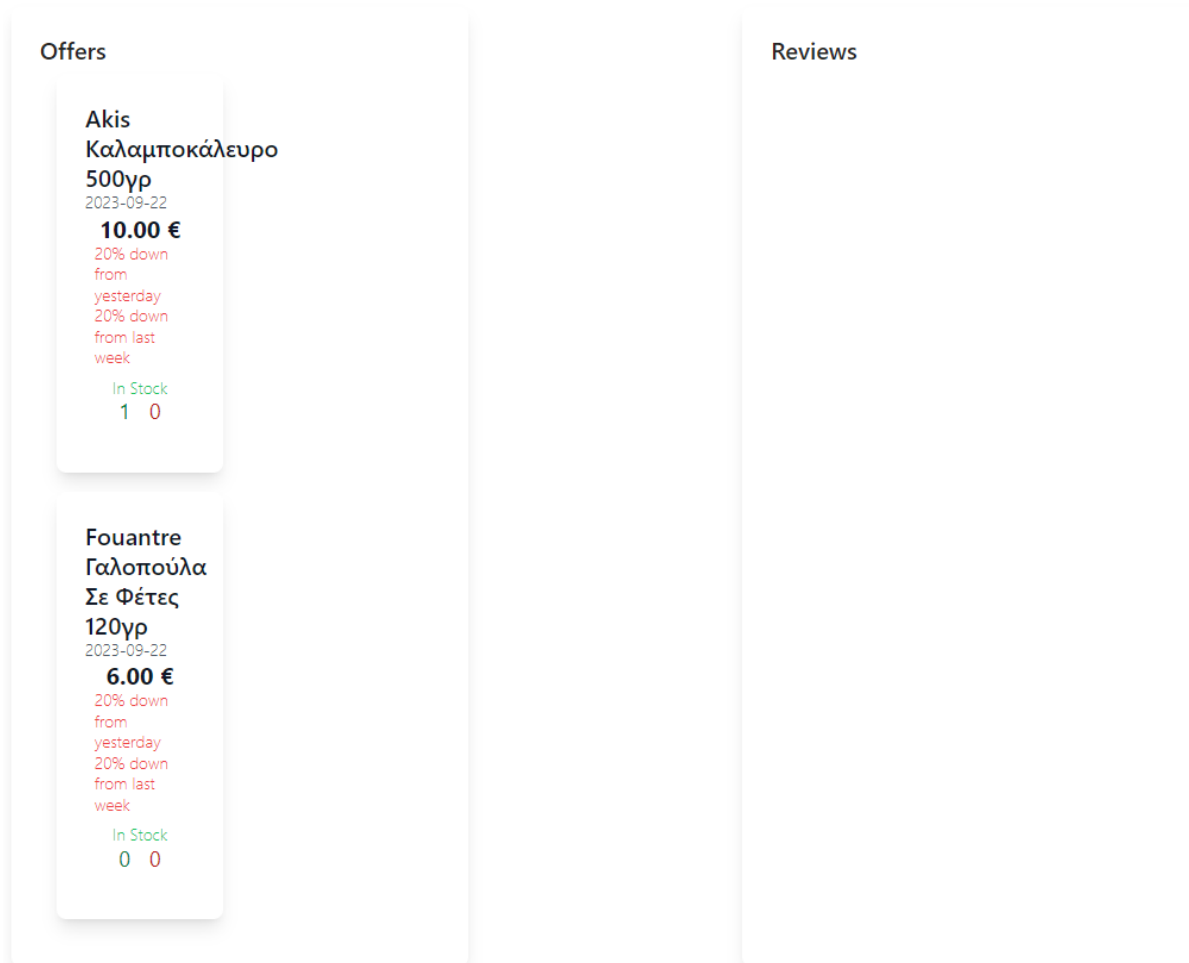 Offers
Akis
Καλαμποκάλευρο
500γρ
2023-09-22
10.00 €
20% down
from
yesterday
20% down
from last
week
In Stock
1 0
Fouantre
Γαλοπούλα
Σε Φέτες
120γρ
2023-09-22
6.00 €
20% down
from
yesterday
20% down
from last
week
In Stock
0 0
Reviews